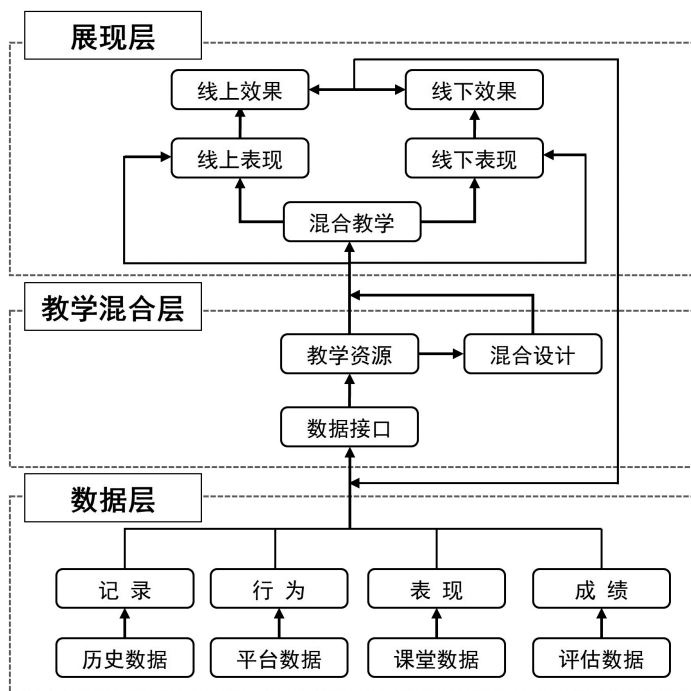 展现层
线上效果
线下效果
线上表现
线下表现
混合教学
教学混合层
教学资源
混合设计
数据接口
数据层
记 录
行 为
表 现
成 绩
历史数据
平台数据
课堂数据
评估数据